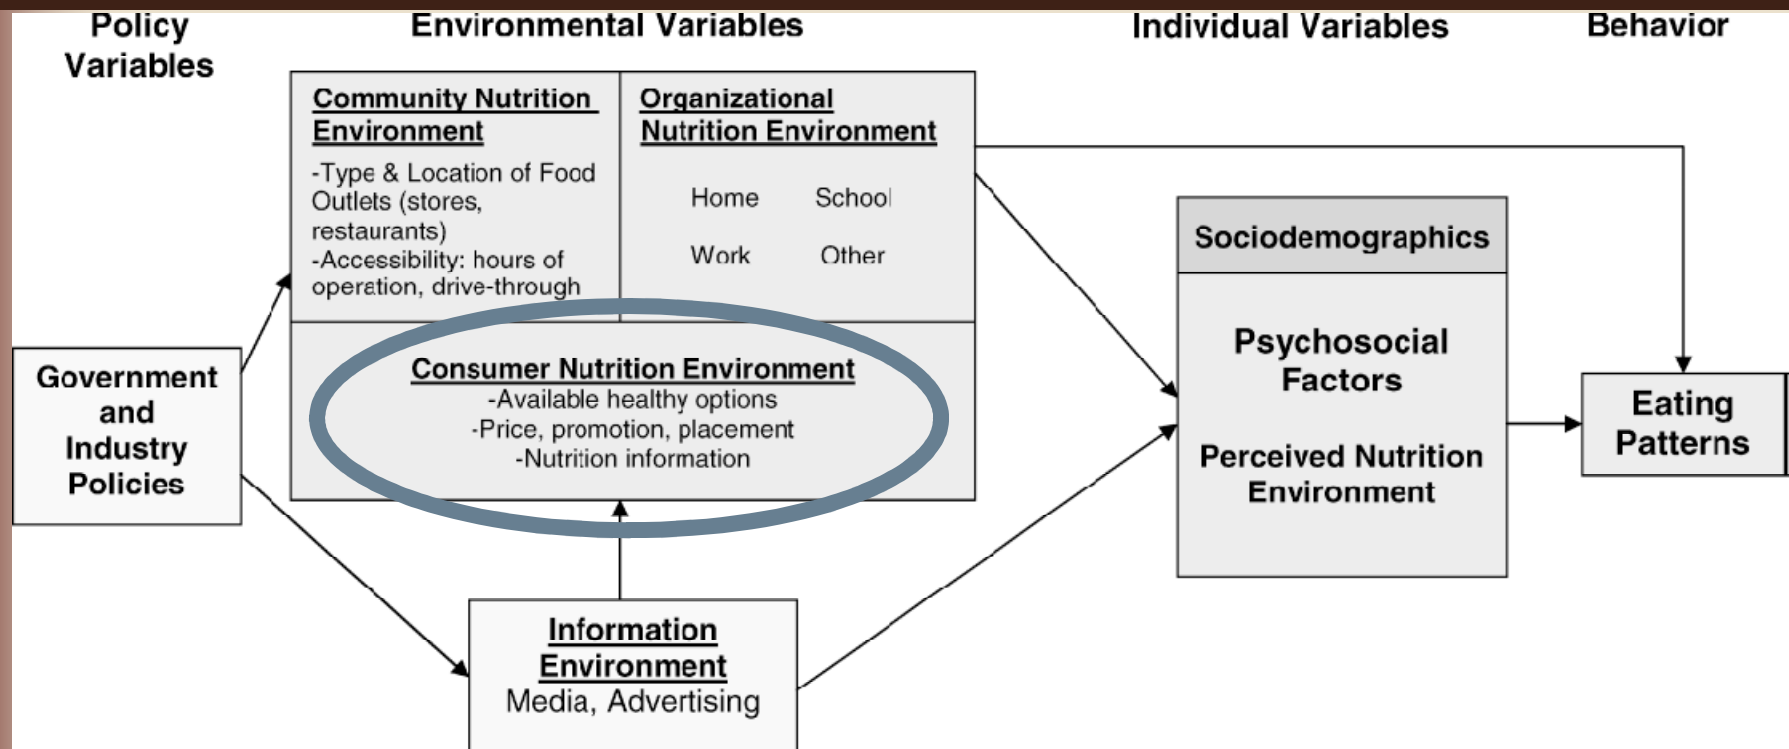 Policy
Variables
Environmental Variables
Individual Variables
Behavior
Community Nutrition
Environment
-Type & Location of Food
Outlets (stores,
restaurants)
-Accessibility: hours of
operation, drive-through
Organizational
Nutrition Environment
Home School
Work Other
Consumer Nutrition Environment
-Available healthy options
-Price, promotion, placement
-Nutrition information
Government
and
Industry
Policies
Information
Environment
Media, Advertising
Sociodemographics
Psychosocial
Factors
Perceived Nutrition
Environment
Eating
Patterns